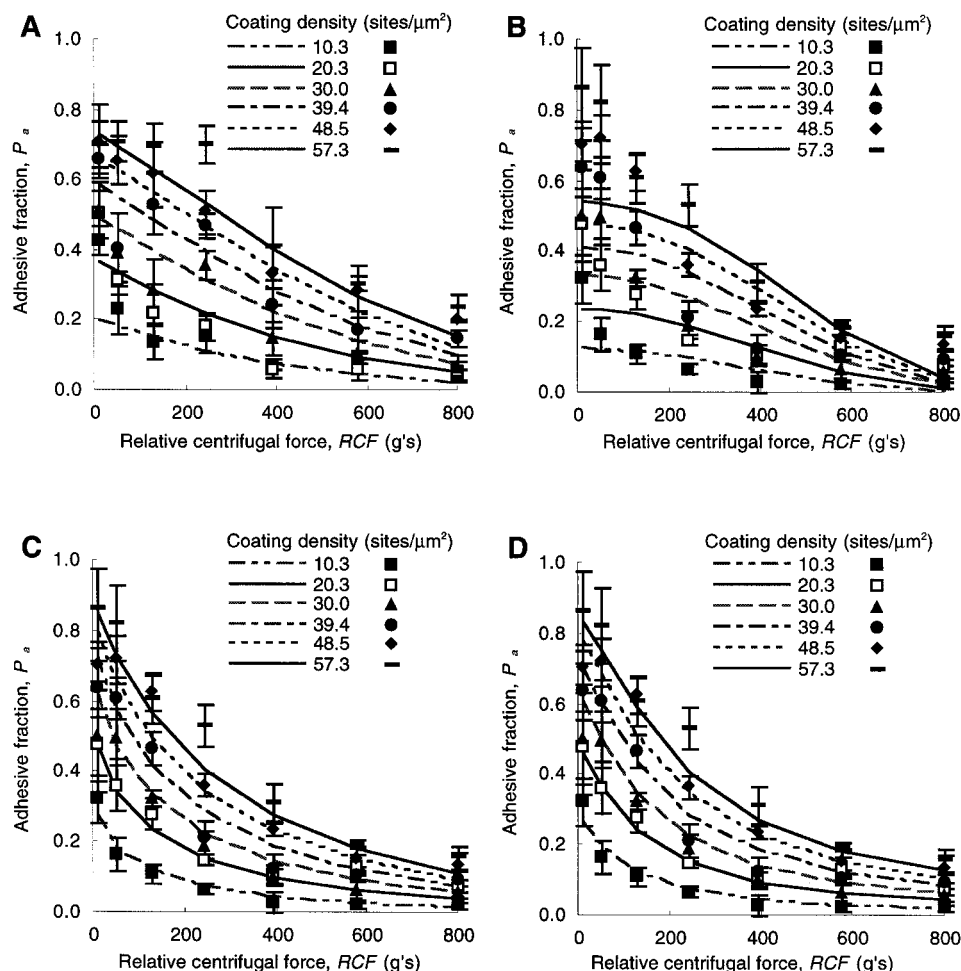 A
Coating density (sites/μm²)
10.3
20.3
30.0
39.4
48.5
57.3
1.0
0.8
0.6
0.4
0.2
0.0
Adhesive fraction, P a
0 200 400 600 800
Relative centrifugal force, RCF (g's)
B
Coating density (sites/μm²)
10.3
20.3
30.0
39.4
48.5
57.3
1.0
0.8
0.6
0.4
0.2
0.0
Adhesive fraction, P a
0 200 400 600 800
Relative centrifugal force, RCF (g's)
C
Coating density (sites/μm²)
10.3
20.3
30.0
39.4
48.5
57.3
1.0
0.8
0.6
0.4
0.2
0.0
Adhesive fraction, P a
0 200 400 600 800
Relative centrifugal force, RCF (g's)
D
Coating density (sites/μm²)
10.3
20.3
30.0
39.4
48.5
57.3
1.0
0.8
0.6
0.4
0.2
0.0
Adhesive fraction, P a
0 200 400 600 800
Relative centrifugal force, RCF (g's)